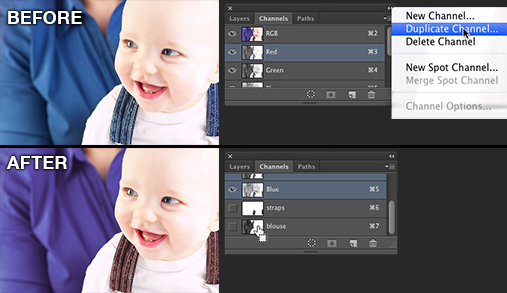 BEFORE
Layers Channels Paths
RGB ⌘2
Red ⌘3
Green ⌘4
New Channel...
Duplicate Channel...
Delete Channel
New Spot Channel...
Merge Spot Channel
Channel Options...
AFTER
Layers Channels Paths
Blue ⌘5
straps ⌘6
blouse ⌘7